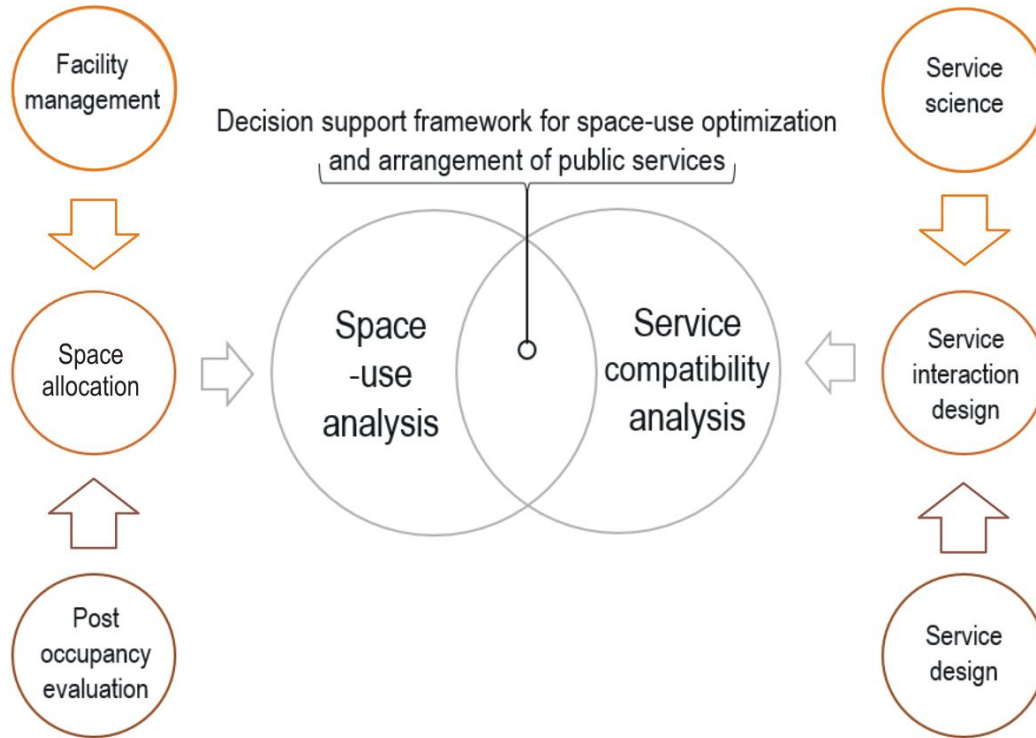 Facility
management
Service
science
Decision support framework for space-use optimization
and arrangement of public services
Space
allocation
Space
-use
analysis
Service
compatibility
analysis
Service
interaction
design
Post
occupancy
evaluation
Service
design